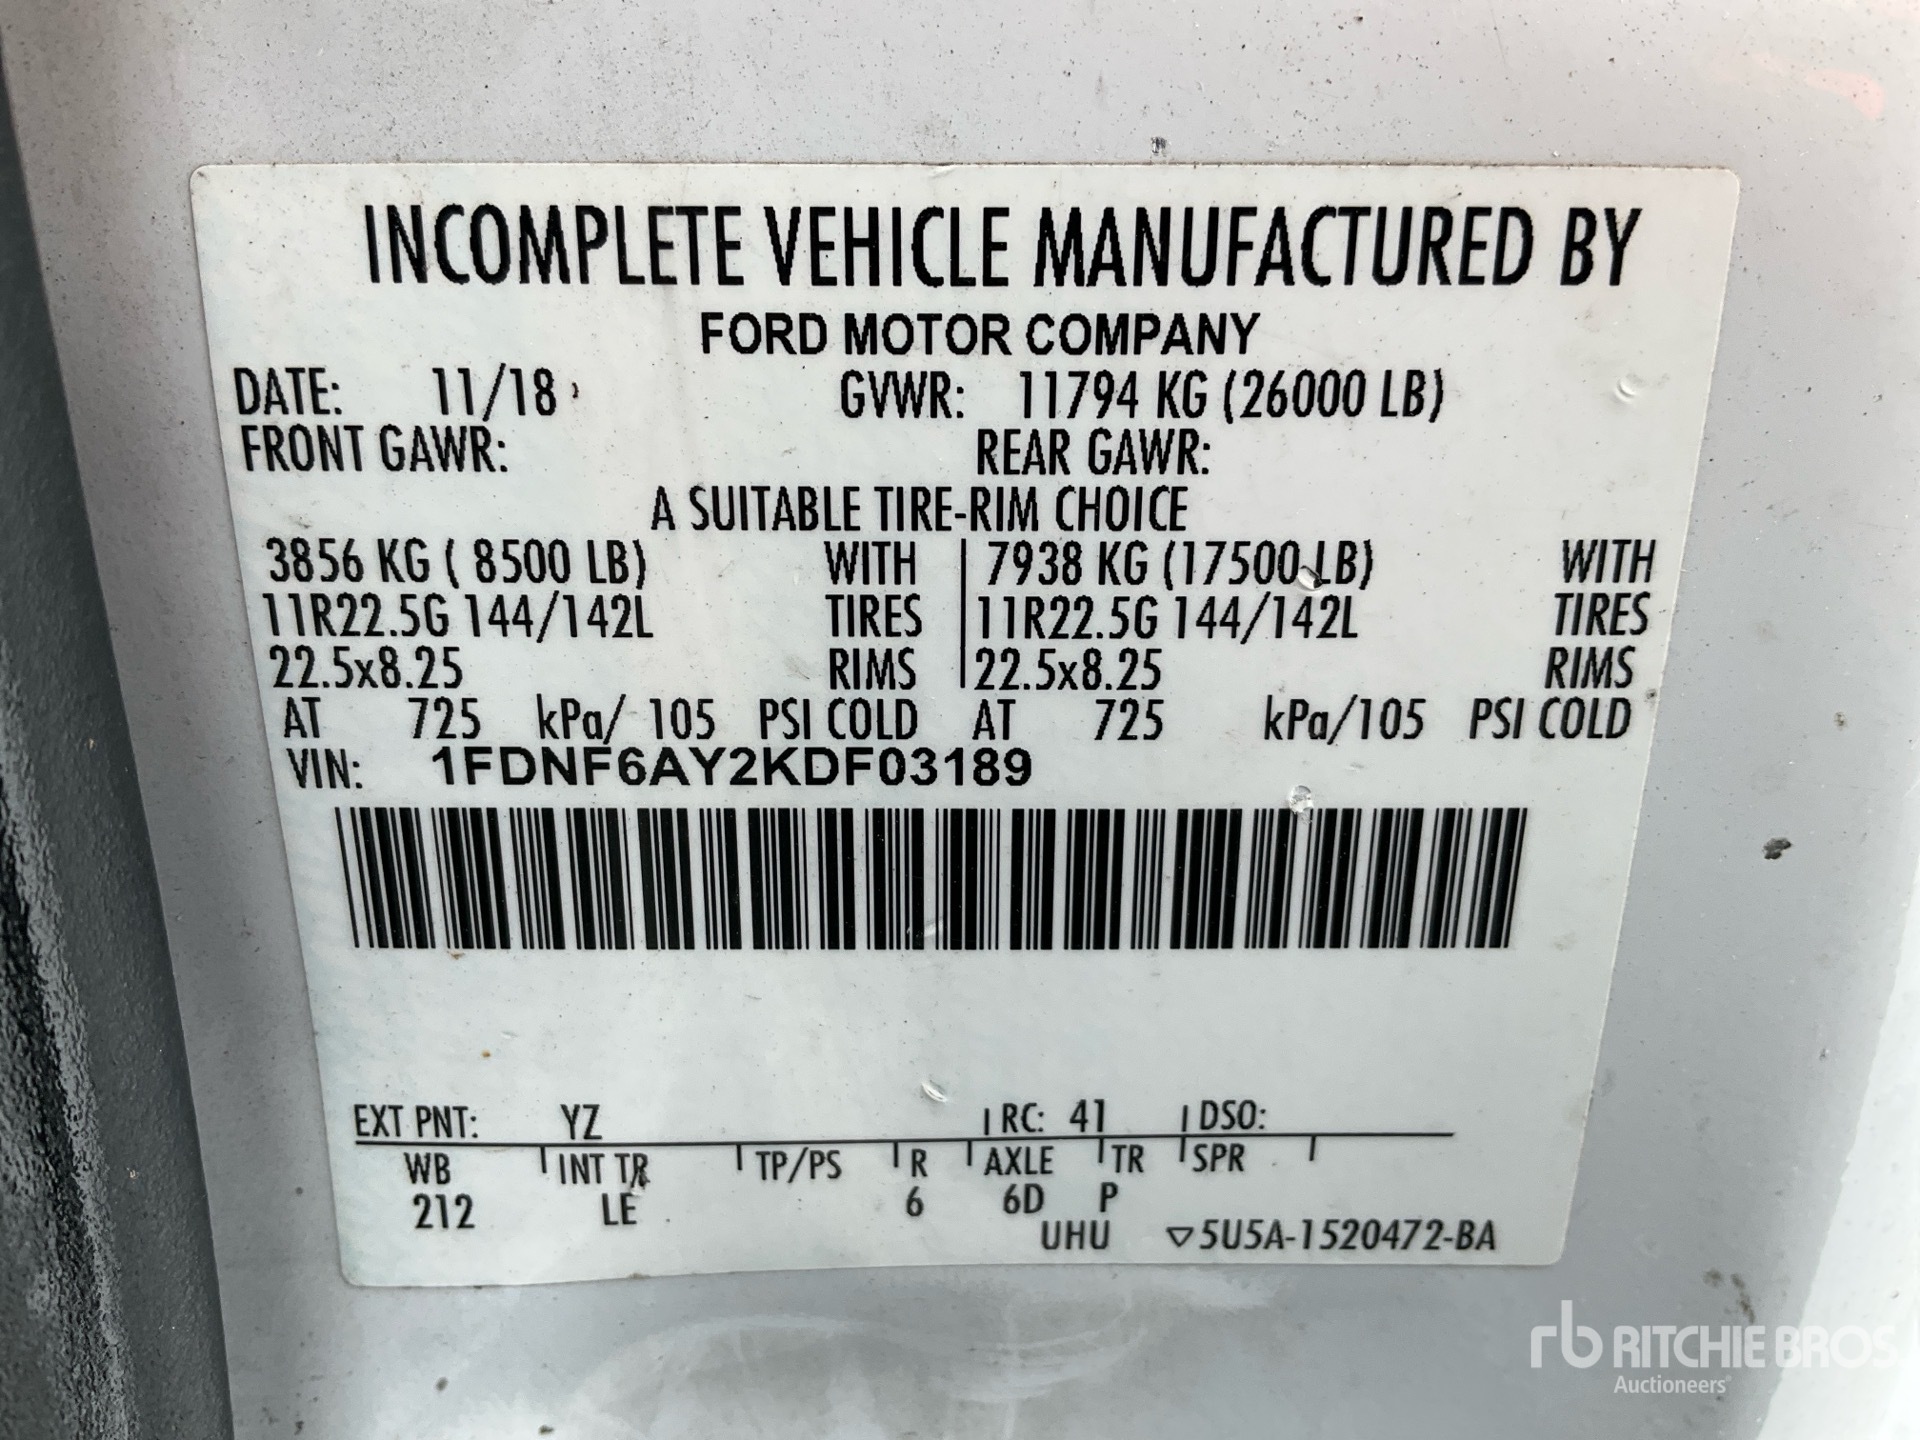 INCOMPLETE VEHICLE MANUFACTURED BY
FORD MOTOR COMPANY
DATE: 11/18 GVWR: 11794 KG (26000 LB)
FRONT GAWR: REAR GAWR:
A SUITABLE TIRE-RIM CHOICE
3856 KG ( 8500 LB) WITH 7938 KG (17500 LB) WITH
11R22.5G 144/142L TIRES 11R22.5G 144/142L TIRES
22.5x8.25 RIMS 22.5x8.25 RIMS
AT 725 kPa/ 105 PSI COLD AT 725 kPa/105 PSI COLD
VIN: 1FDNF6AY2KDF03189
EXT PNT: YZ RC: 41 DSO:
WB INT TR TP/PS R AXLE TR SPR
212 LE 6 6D P
UHU ▽5U5A-1520472-BA
rb RITCHIE BROS
Auctioneers